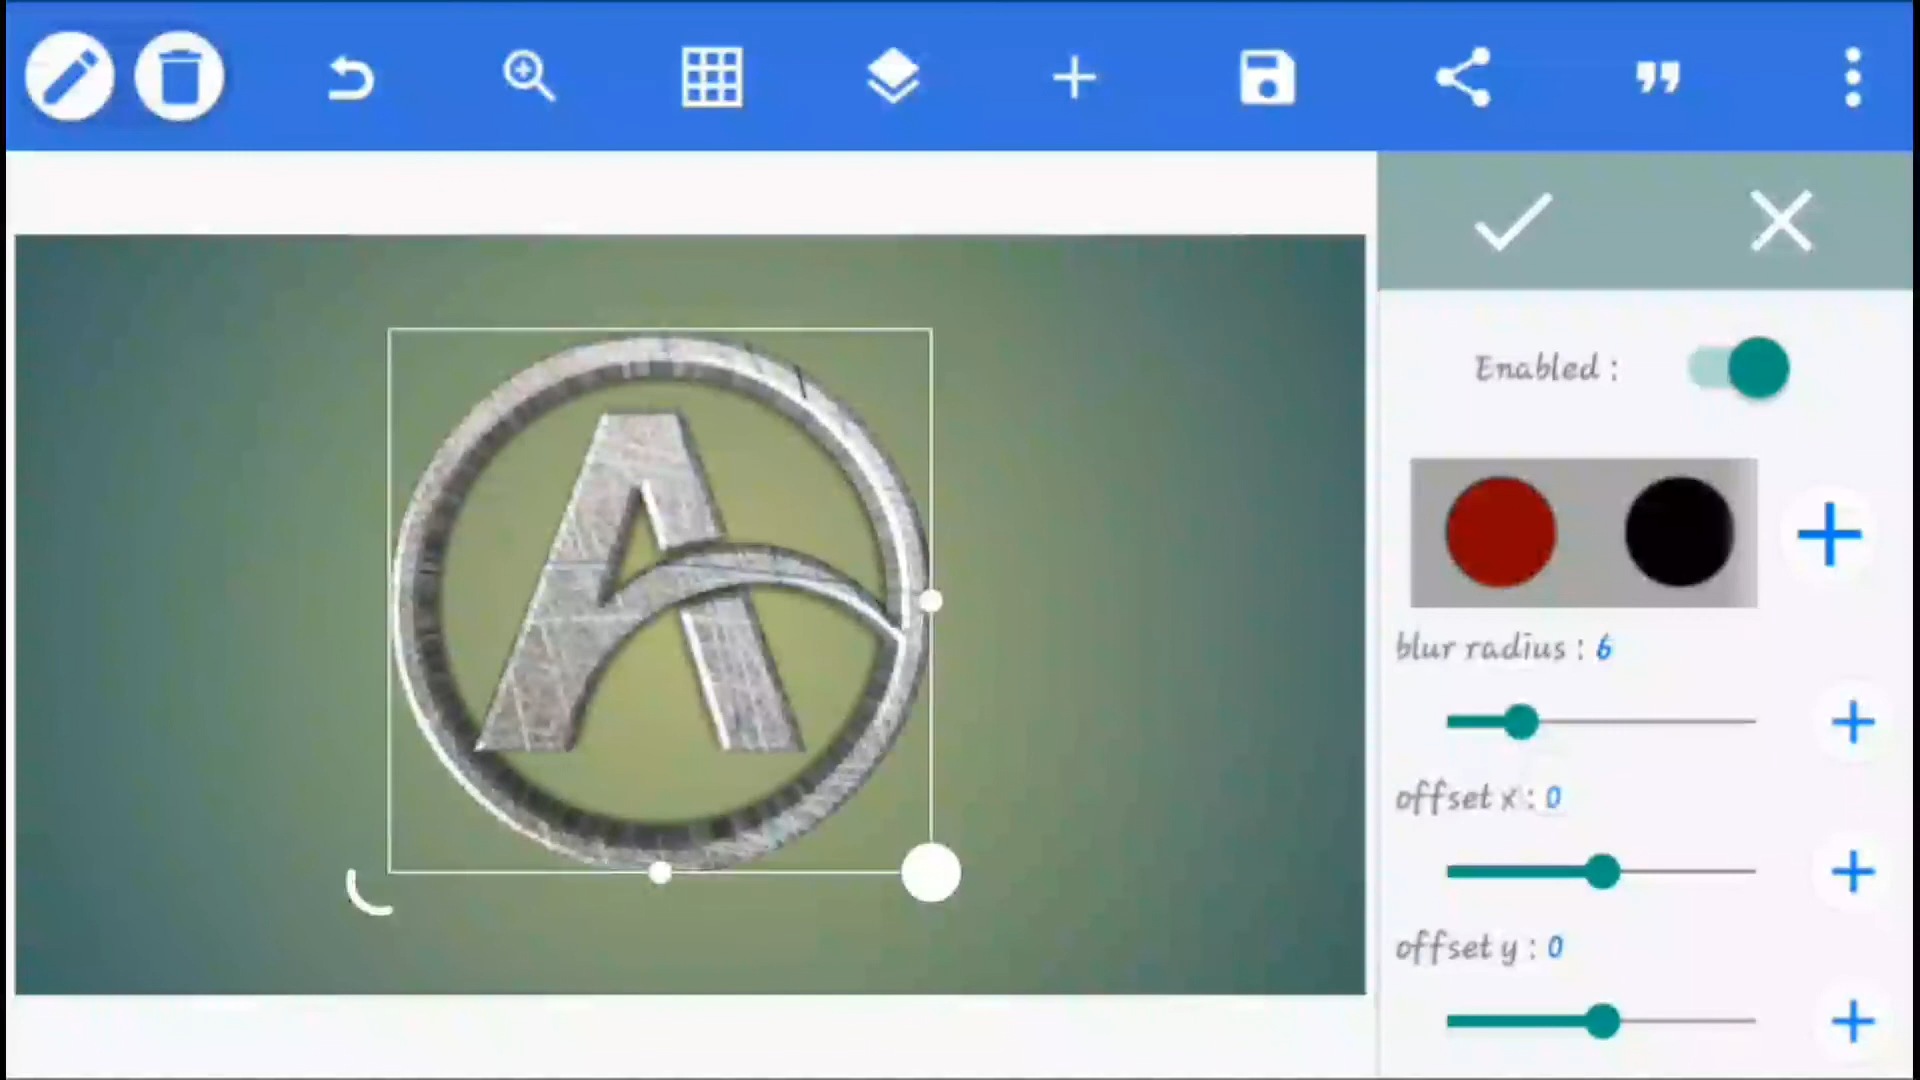 A
Enabled :
blur radius : 6
offset x : 0
offset y : 0